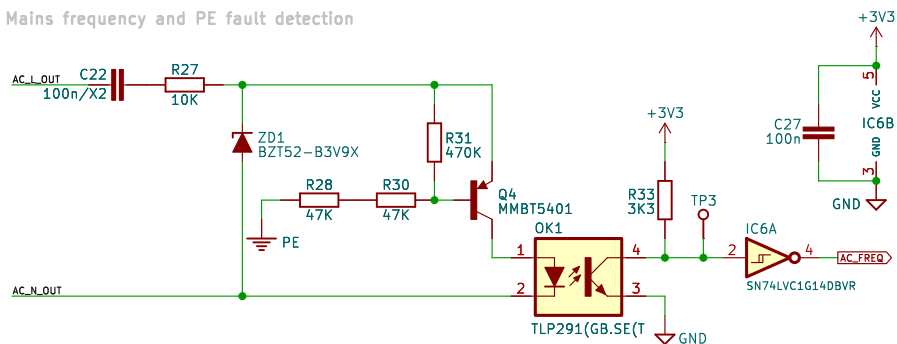 Mains frequency and PE fault detection
+3V3
AC_L_OUT
C22
100n/X2
R27
10K
5
VCC
IC6B
C27
100n
GND
3
GND
+3V3
ZD1
BZT52-B3V9X
R31
470K
R28
47K
R30
47K
PE
Q4
MMBT5401
R33
3K3
TP3
OK1
1
4
IC6A
2
4
AC_FREQ
SN74LVC1G14DBVR
AC_N_OUT
2
3
TLP291(GB.SE(T
GND